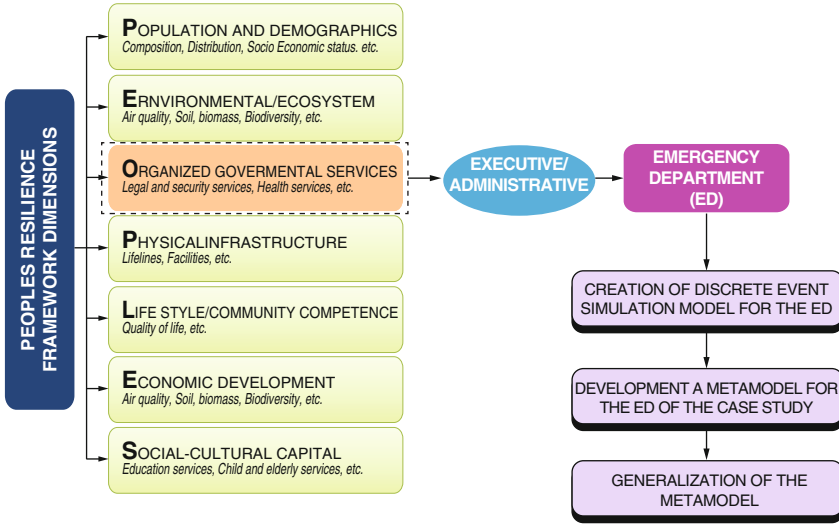 PEOPLES RESILIENCE
FRAMEWORK DIMENSIONS
POPULATION AND DEMOGRAPHICS
Composition, Distribution, Socio Economic status. etc.
ERNVIRONMENTAL/ECOSYSTEM
Air quality, Soil, biomass, Biodiversity, etc.
ORGANIZED GOVERMENTAL SERVICES
Legal and security services, Health services, etc.
PHYSICALINFRASTRUCTURE
Lifelines, Facilities, etc.
LIFE STYLE/COMMUNITY COMPETENCE
Quality of life, etc.
ECONOMIC DEVELOPMENT
Air quality, Soil, biomass, Biodiversity, etc.
SOCIAL-CULTURAL CAPITAL
Education services, Child and elderly services, etc.
EXECUTIVE/
ADMINISTRATIVE
EMERGENCY
DEPARTMENT
(ED)
CREATION OF DISCRETE EVENT
SIMULATION MODEL FOR THE ED
DEVELOPMENT A METAMODEL FOR
THE ED OF THE CASE STUDY
GENERALIZATION OF THE
METAMODEL